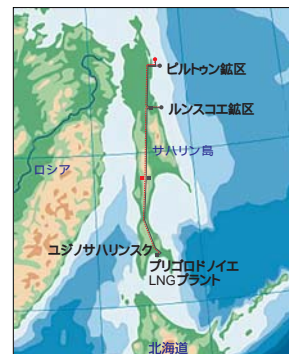 ピルトゥン鉱区
ルンスコエ鉱区
サハリン島
ロシア
ユジノサハリンスク
プリゴロドノイエ
LNGプラント
北海道